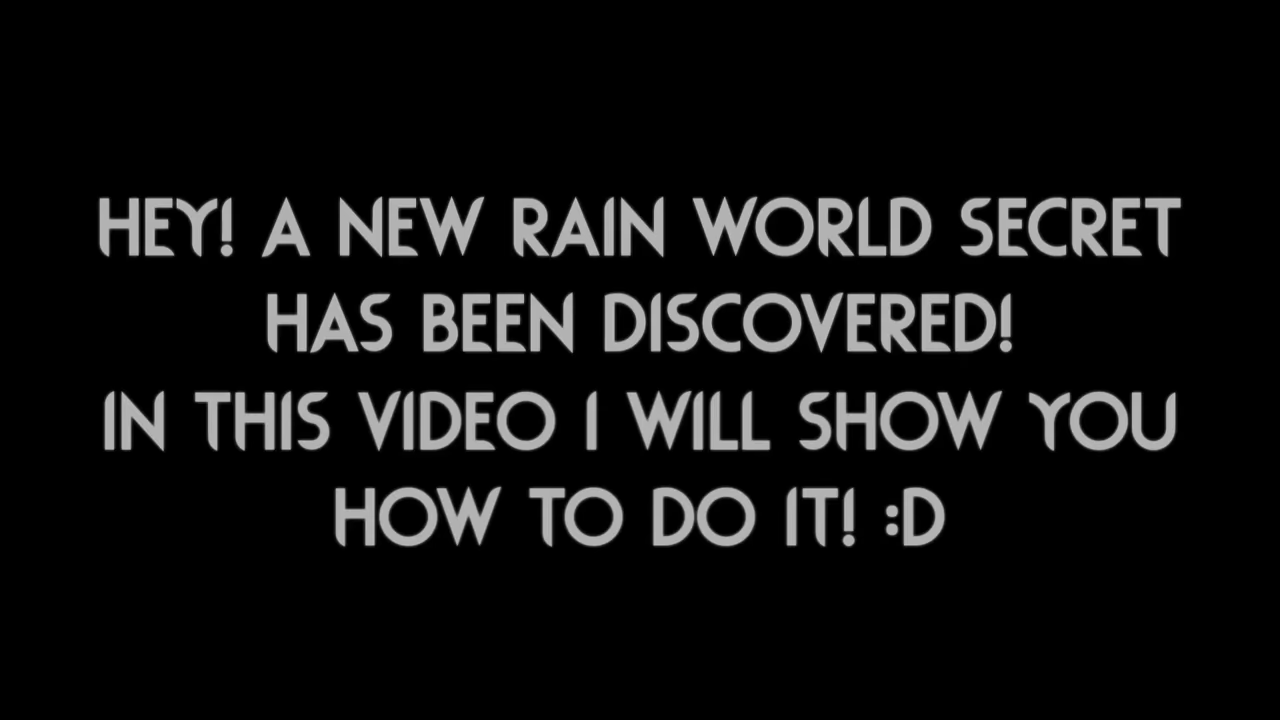 HEY! A NEW RAIN WORLD SECRET
HAS BEEN DISCOVERED!
IN THIS VIDEO I WILL SHOW YOU
HOW TO DO IT! :D